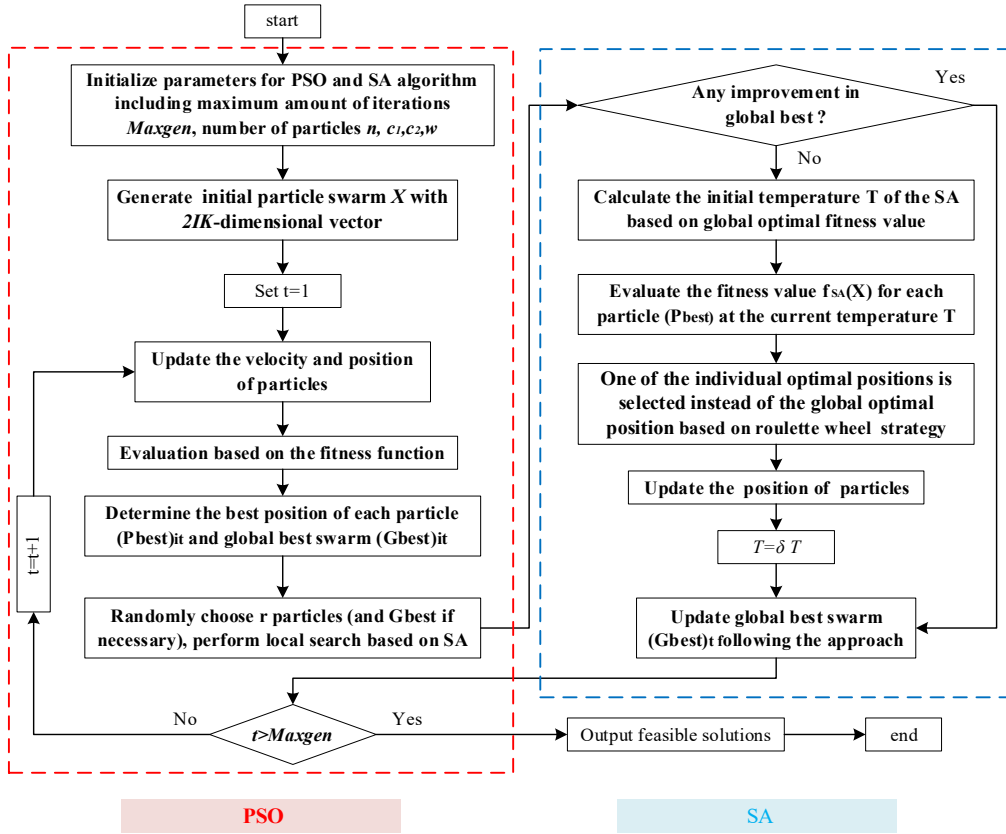 start
Initialize parameters for PSO and SA algorithm
including maximum amount of iterations
Maxgen, number of particles n, c1,c2,w
Generate initial particle swarm X with
2IK-dimensional vector
Set t=1
Update the velocity and position
of particles
Evaluation based on the fitness function
Determine the best position of each particle
(Pbest)it and global best swarm (Gbest)it
Randomly choose r particles (and Gbest if
necessary), perform local search based on SA
t=t+1
No
t>Maxgen
Yes
Any improvement in
global best ?
Yes
No
Calculate the initial temperature T of the SA
based on global optimal fitness value
Evaluate the fitness value fSA(X) for each
particle (Pbest) at the current temperature T
One of the individual optimal positions is
selected instead of the global optimal
position based on roulette wheel strategy
Update the position of particles
T=δ T
Update global best swarm
(Gbest)t following the approach
Output feasible solutions
end
PSO
SA